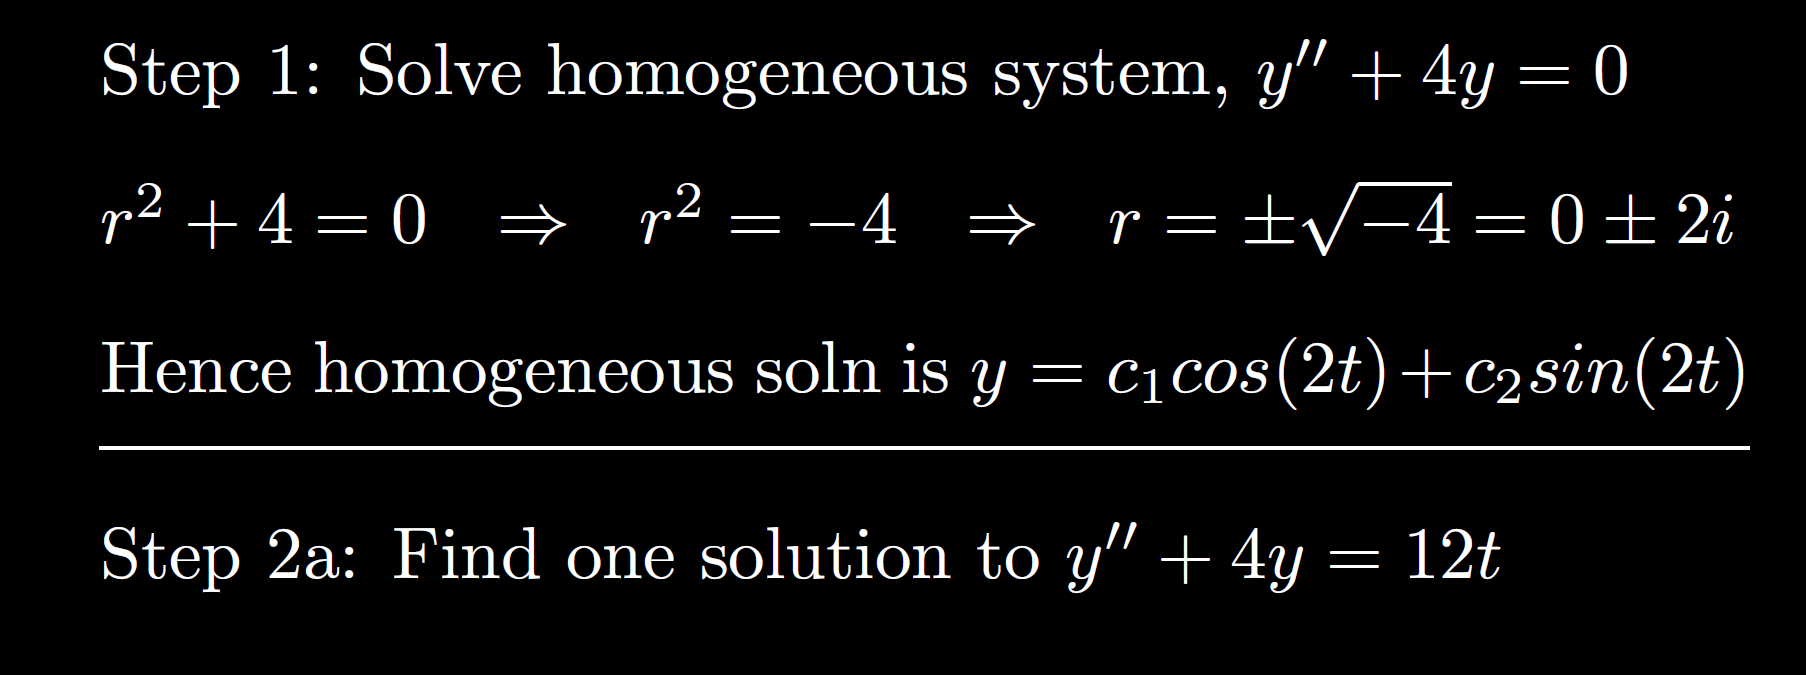 Step 1: Solve homogeneous system, y′′ + 4y = 0
r² + 4 = 0 ⇒ r² = −4 ⇒ r = ±√−4 = 0 ± 2i
Hence homogeneous soln is y = c₁cos(2t)+c₂sin(2t)
Step 2a: Find one solution to y′′ + 4y = 12t